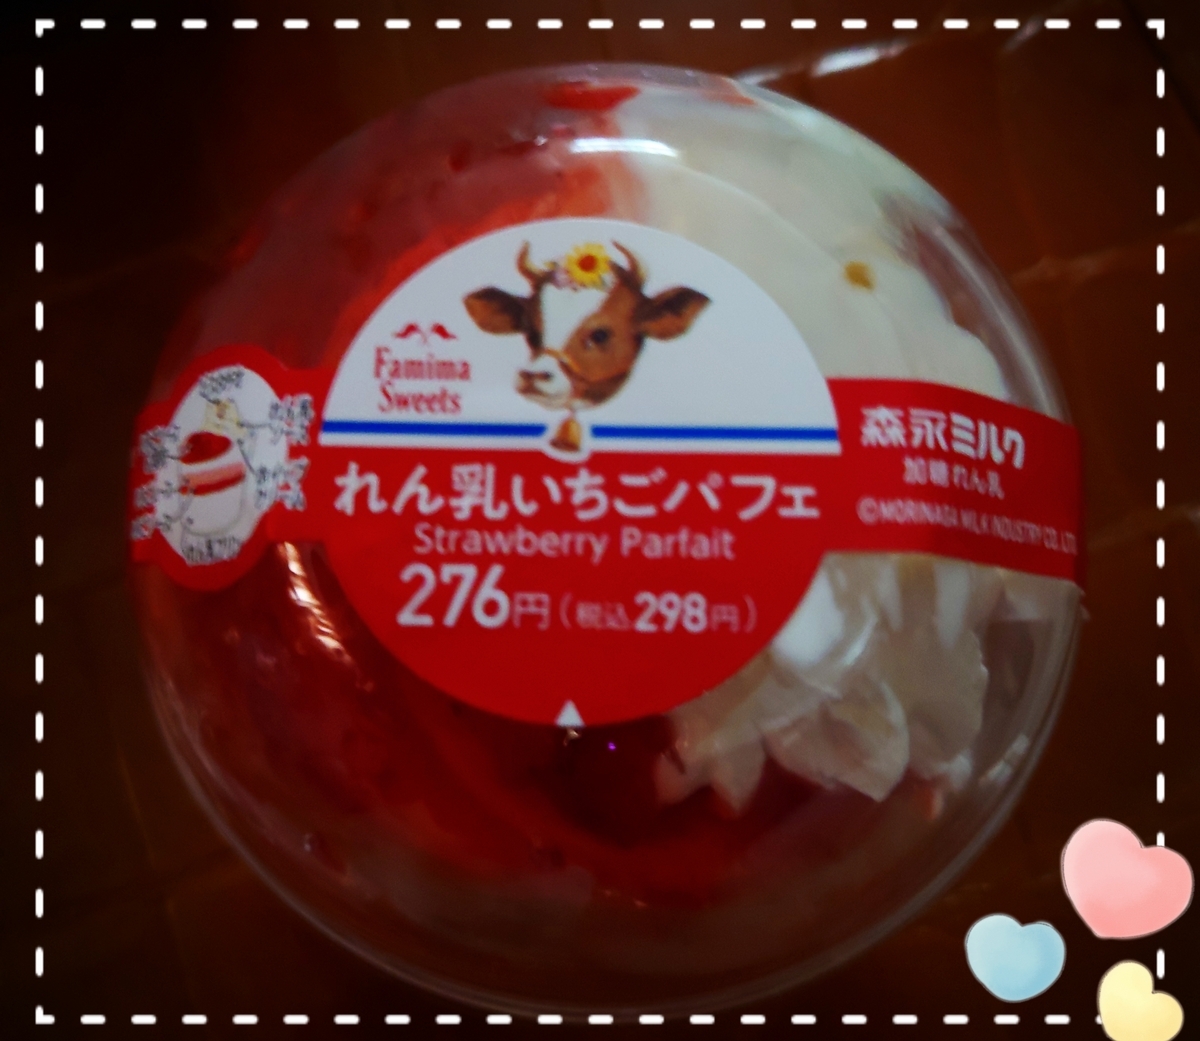 Famima
Sweets
れん乳いちごパフェ
Strawberry Parfait
276円(税込298円)
森永ミルク
加糖れん乳
©MORINAGA MILK INDUSTRY CO., LTD.